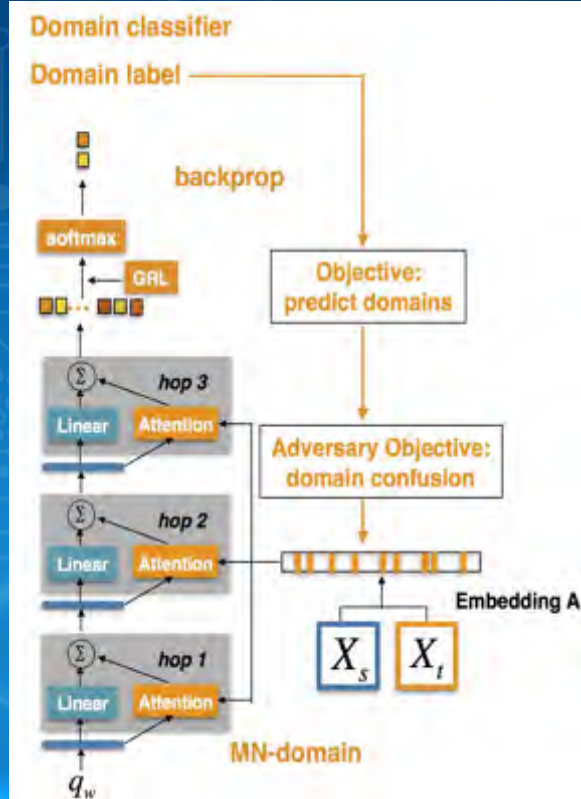 Domain classifier
Domain label
backprop
softmax
GRL
Objective:
predict domains
Σ
hop 3
Linear
Attention
Adversary Objective:
domain confusion
Σ
hop 2
Linear
Attention
Embedding A
X_s
X_t
Σ
hop 1
Linear
Attention
MN-domain
q_w